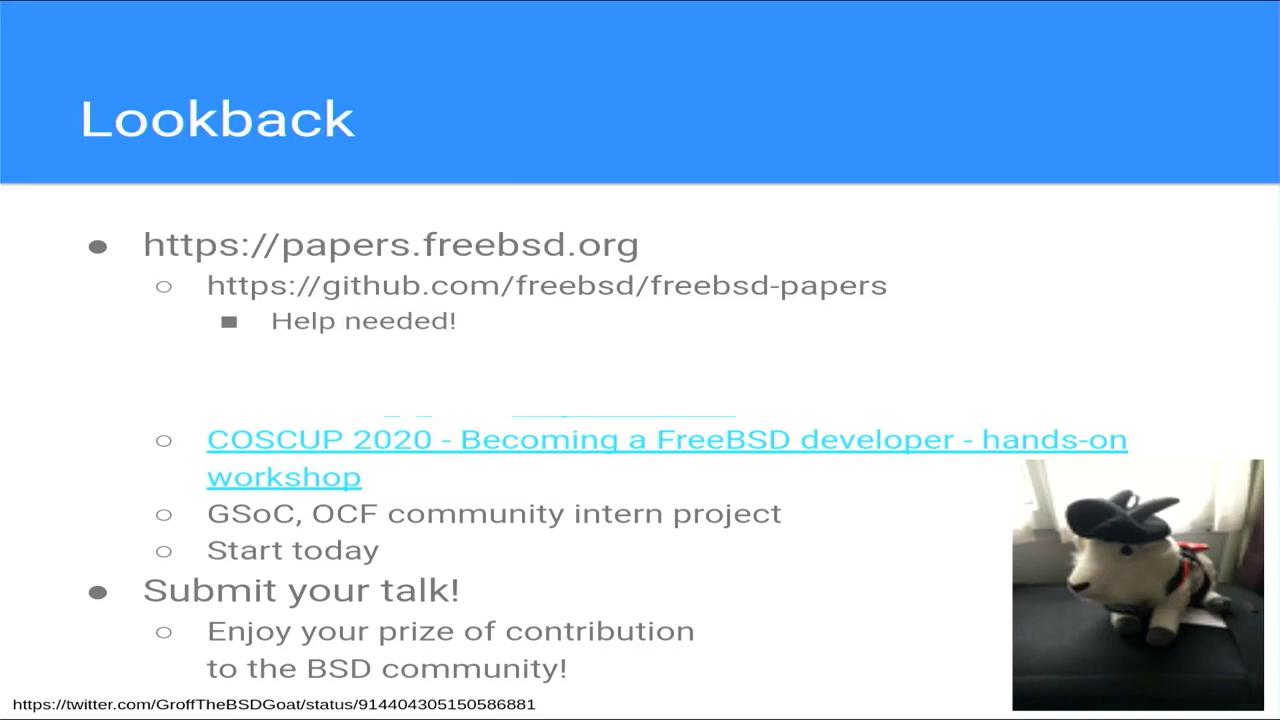 Lookback
https://papers.freebsd.org
https://github.com/freebsd/freebsd-papers
Help needed!
COSCUP 2020 - Becoming a FreeBSD developer - hands-on
workshop
GSoC, OCF community intern project
Start today
Submit your talk!
Enjoy your prize of contribution
to the BSD community!
https://twitter.com/GroffTheBSDGoat/status/914404305150586881